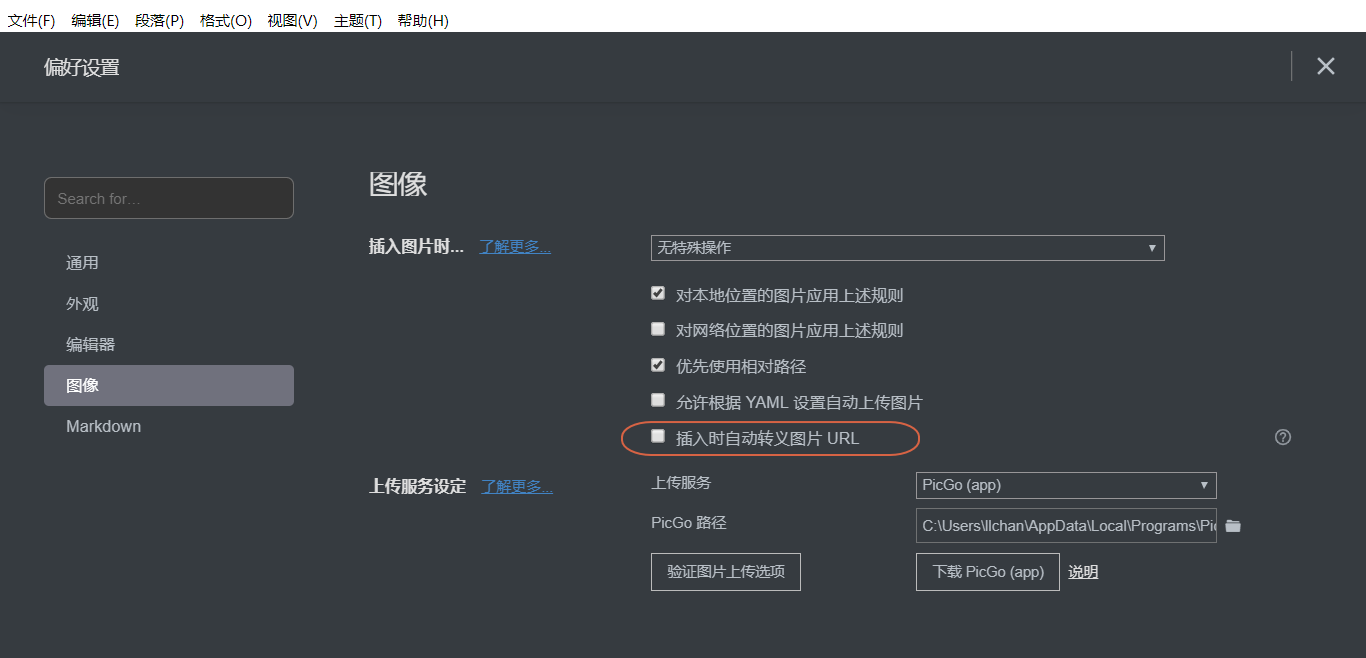 文件(F) 编辑(E) 段落(P) 格式(O) 视图(V) 主题(T) 帮助(H)
偏好设置
Search for...
通用
外观
编辑器
图像
Markdown
图像
插入图片时... 了解更多... 无特殊操作
对本地位置的图片应用上述规则
对网络位置的图片应用上述规则
优先使用相对路径
允许根据 YAML 设置自动上传图片
插入时自动转义图片 URL
上传服务设定 了解更多... 上传服务 PicGo (app)
PicGo 路径 C:\Users\llchan\AppData\Local\Programs\Pic
验证图片上传选项 下载 PicGo (app) 说明